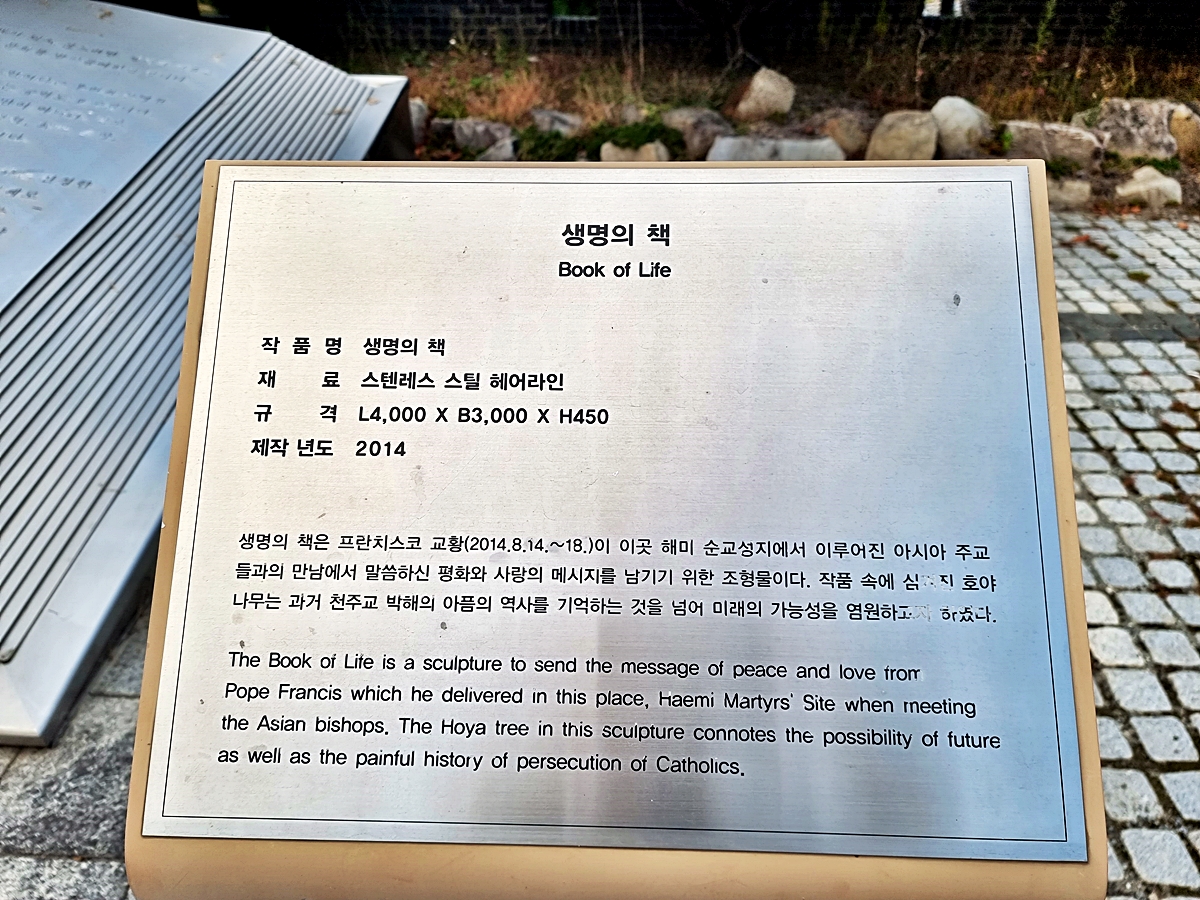 생명의 책
Book of Life
작 품 명 생명의 책
재 료 스텐레스 스틸 헤어라인
규 격 L4,000 X B3,000 X H450
제작 년도 2014
생명의 책은 프란치스코 교황(2014.8.14.~18.)이 이곳 해미 순교성지에서 이루어진 아시아 주교
들과의 만남에서 말씀하신 평화와 사랑의 메시지를 남기기 위한 조형물이다. 작품 속에 호야
나무는 과거 천주교 박해의 아픔의 역사를 기억하는 것을 넘어 미래의 가능성을 염원하고자 하였다.
The Book of Life is a sculpture to send the message of peace and love from
Pope Francis which he delivered in this place, Haemi Martyrs' Site when meeting
the Asian bishops. The Hoya tree in this sculpture connotes the possibility of future
as well as the painful history of persecution of Catholics.